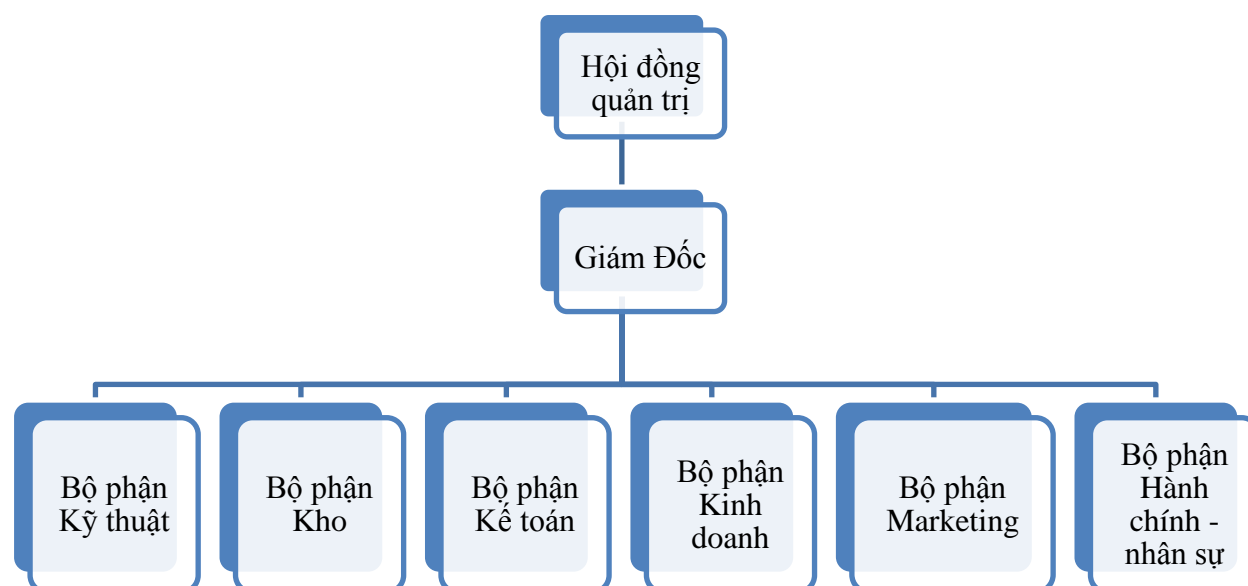 Hội đồng
quản trị
Giám Đốc
Bộ phận
Kỹ thuật
Bộ phận
Kho
Bộ phận
Kế toán
Bộ phận
Kinh
doanh
Bộ phận
Marketing
Bộ phận
Hành
chính -
nhân sự